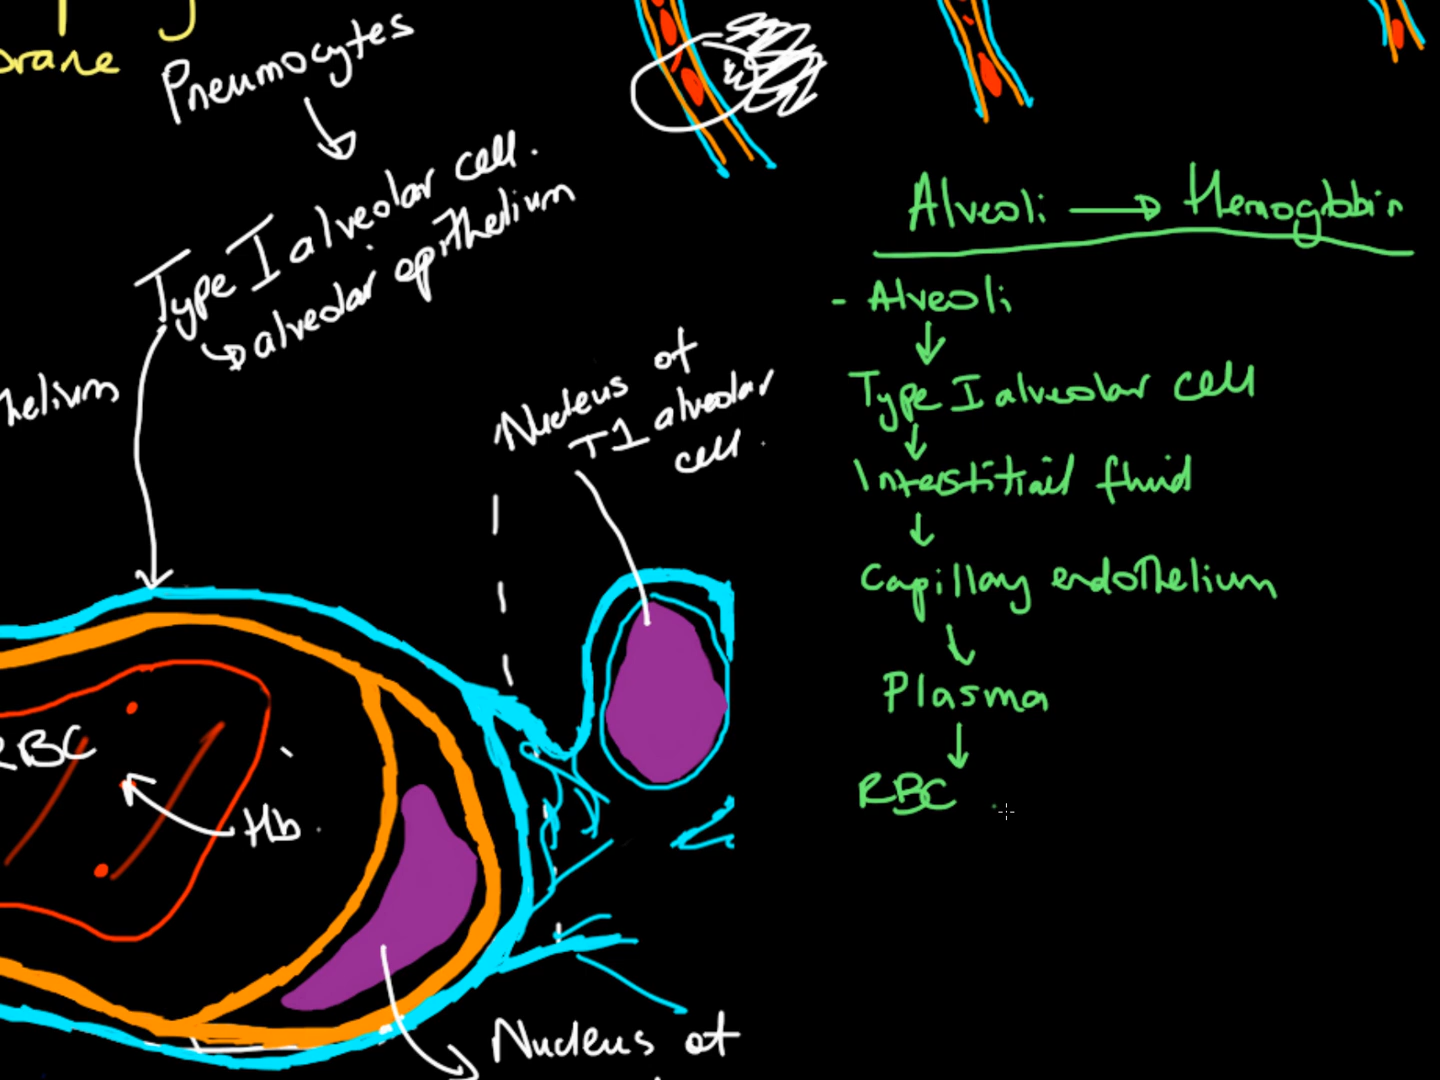 Pneumocytes
Type I alveolar cell.
alveolar epithelium
Nucleus of
T1 alveolar
cell.
RBC
Hb
Nucleus of
Alveoli → Hemoglobin
- Alveoli
↓
Type I alveolar cell
↓
Interstitial fluid
↓
Capillary endothelium
↓
Plasma
↓
RBC